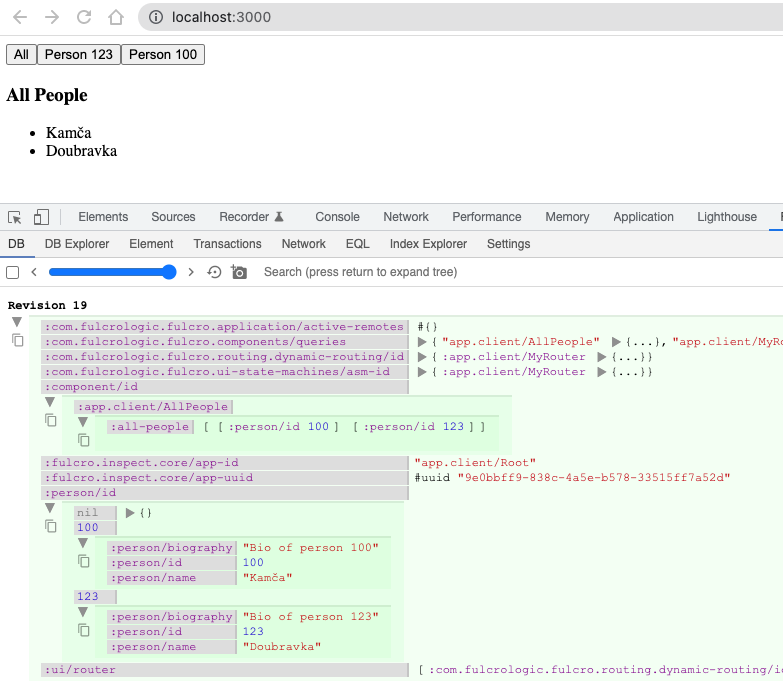 localhost:3000
All Person 123 Person 100
All People
• Kamča
• Doubravka
Elements Sources Recorder Console Network Performance Memory Application Lighthouse
DB DB Explorer Element Transactions Network EQL Index Explorer Settings
Search (press return to expand tree)
Revision 19
:com.fulcrologic.fulcro.application/active-remotes #{}
:com.fulcrologic.fulcro.components/queries ▶ { "app.client/AllPeople" ▶ {...}, "app.client/MyRo
:com.fulcrologic.fulcro.routing.dynamic-routing/id ▶ { :app.client/MyRouter ▶ {...}}
:com.fulcrologic.fulcro.ui-state-machines/asm-id ▶ { :app.client/MyRouter ▶ {...}}
:component/id
:app.client/AllPeople
:all-people [ [ :person/id 100 ] [ :person/id 123 ] ]
:fulcro.inspect.core/app-id "app.client/Root"
:fulcro.inspect.core/app-uuid #uuid "9e0bbff9-838c-4a5e-b578-33515ff7a52d"
:person/id
nil ▶ {}
100
:person/biography "Bio of person 100"
:person/id 100
:person/name "Kamča"
123
:person/biography "Bio of person 123"
:person/id 123
:person/name "Doubravka"
:ui/router [ :com.fulcrologic.fulcro.routing.dynamic-routing/id